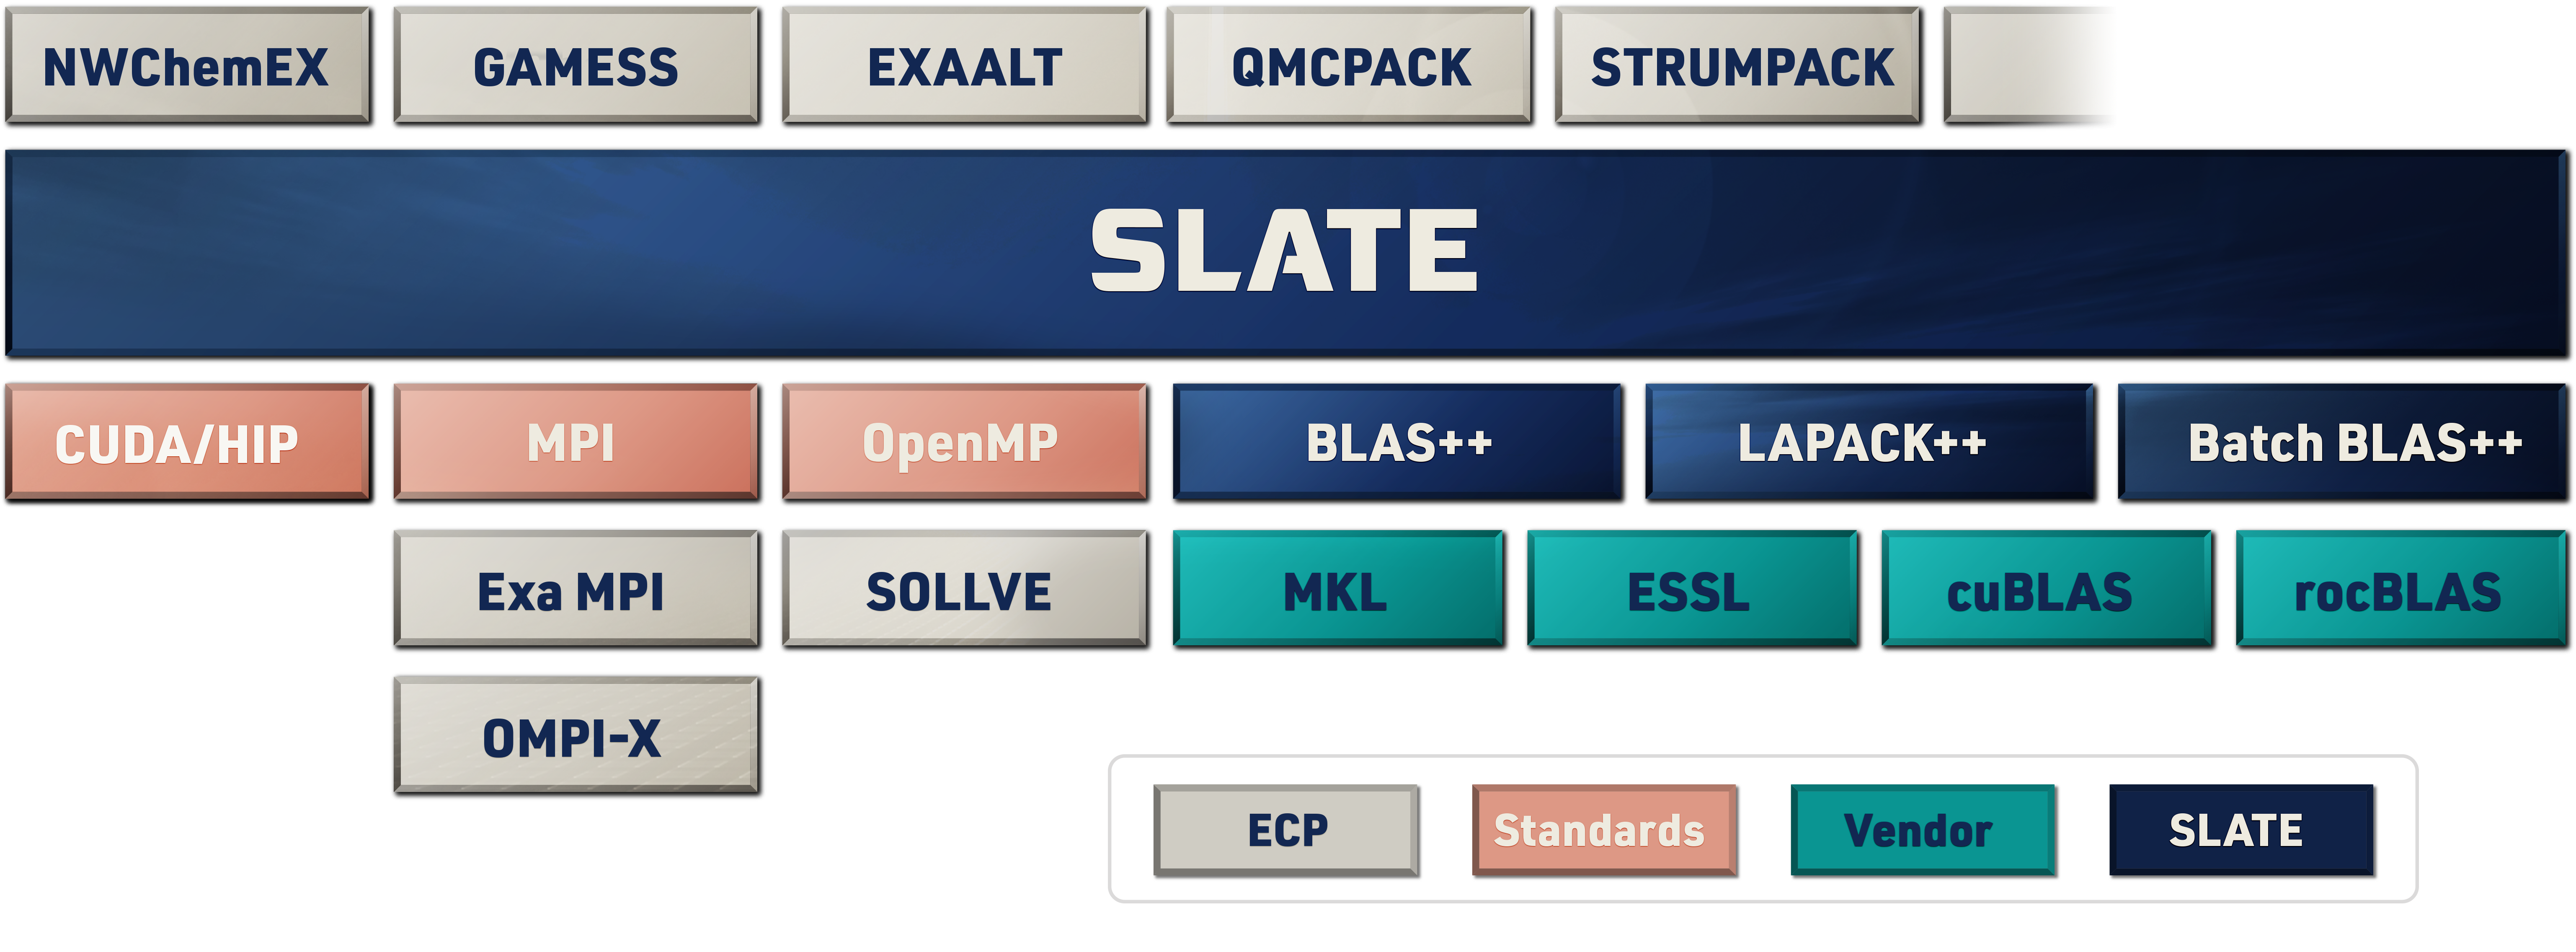 NWChemEX
GAMESS
EXAALT
QMCPACK
STRUMPACK
SLATE
CUDA/HIP
MPI
OpenMP
BLAS++
LAPACK++
Batch BLAS++
Exa MPI
SOLLVE
MKL
ESSL
cuBLAS
rocBLAS
OMPI-X
ECP
Standards
Vendor
SLATE